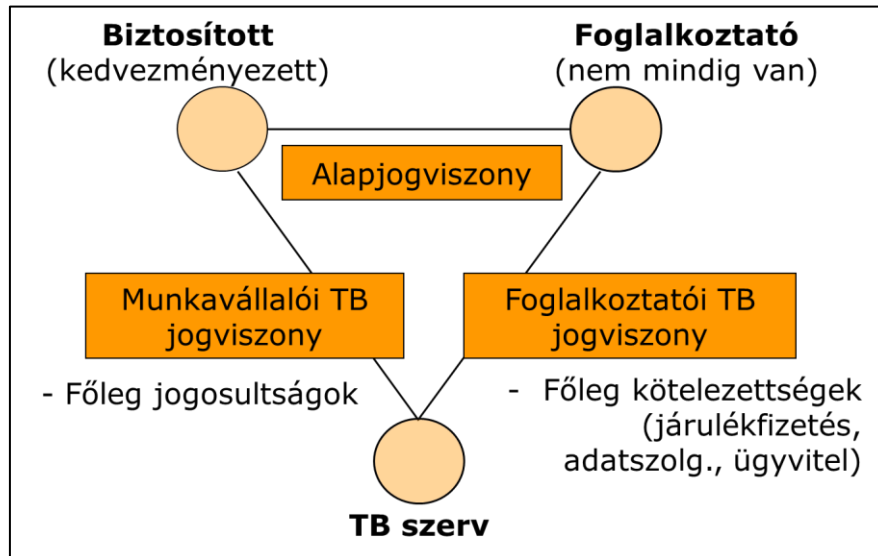 Biztosított
(kedvezményezett)
Foglalkoztató
(nem mindig van)
Alapjogviszony
Munkavállalói TB
jogviszony
Foglalkoztatói TB
jogviszony
- Főleg jogosultságok
- Főleg kötelezettségek
(járulékfizetés,
adatszolg., ügyvitel)
TB szerv